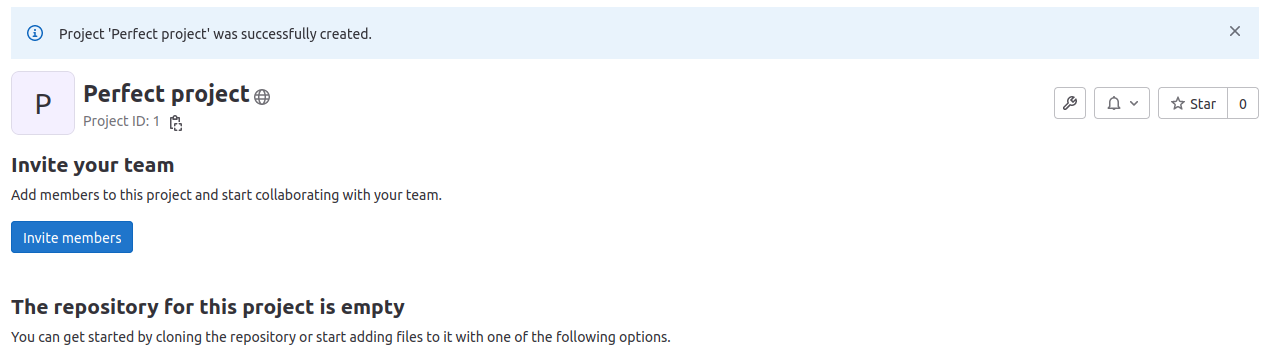 Project 'Perfect project' was successfully created.
P
Perfect project
Project ID: 1
Star 0
Invite your team
Add members to this project and start collaborating with your team.
Invite members
The repository for this project is empty
You can get started by cloning the repository or start adding files to it with one of the following options.